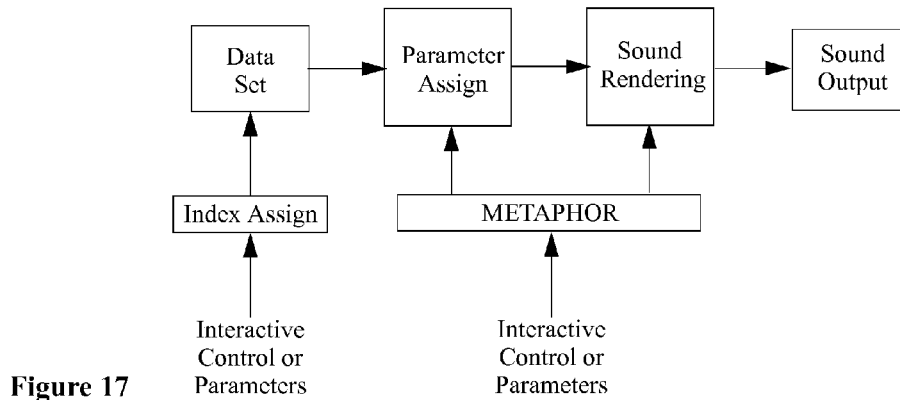 Data
Set
Parameter
Assign
Sound
Rendering
Sound
Output
Index Assign
METAPHOR
Interactive
Control or
Parameters
Interactive
Control or
Parameters
Figure 17